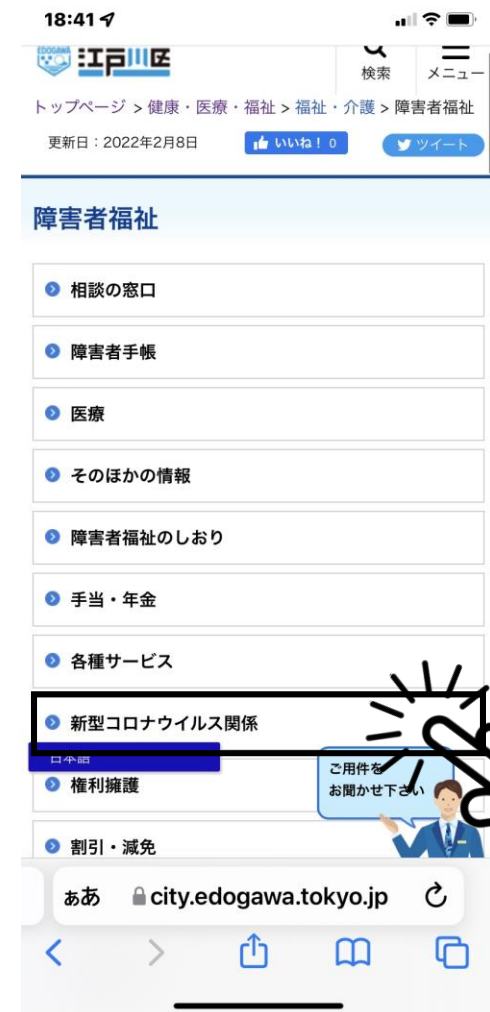 18:41
EDOGAWA
江戸川区
検索
メニュー
トップページ > 健康・医療・福祉 > 福祉・介護 > 障害者福祉
更新日：2022年2月8日
いいね！ 0
ツイート
障害者福祉
相談の窓口
障害者手帳
医療
そのほかの情報
障害者福祉のしおり
手当・年金
各種サービス
新型コロナウイルス関係
日本語
ご用件を
お聞かせ下さい
権利擁護
割引・減免
ぁあ
city.edogawa.tokyo.jp